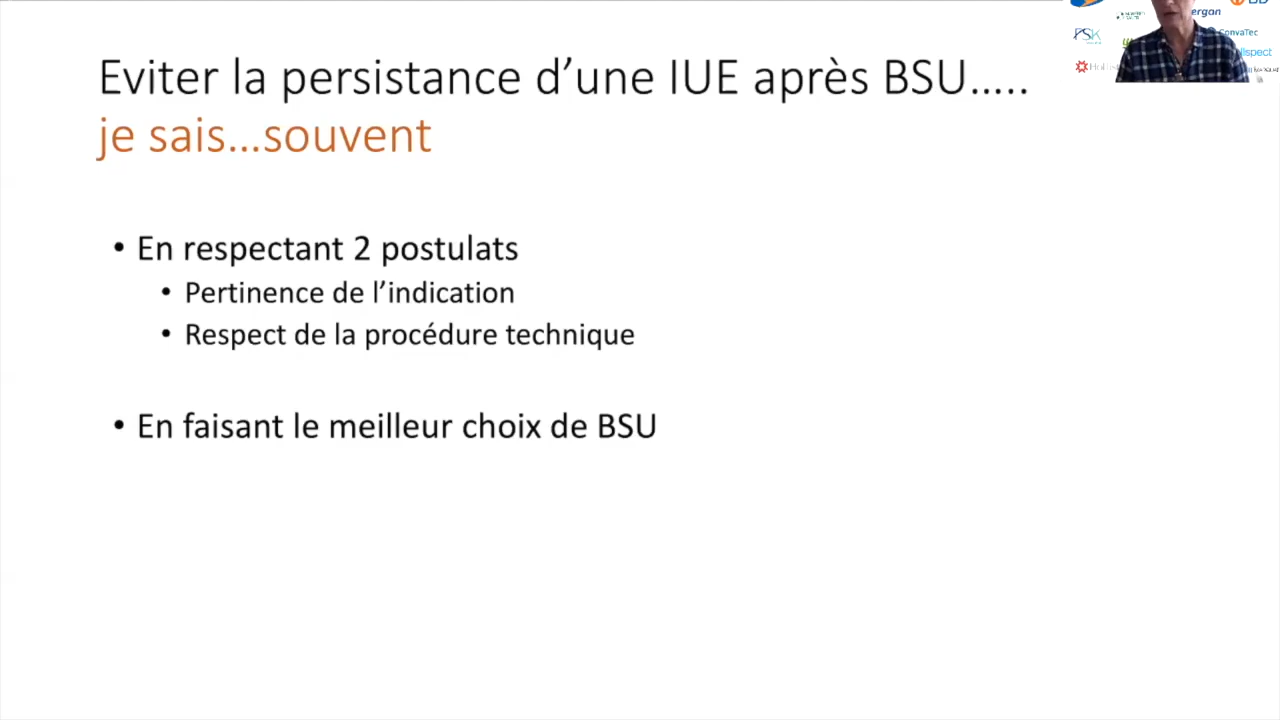 Eviter la persistance d’une IUE après BSU…..
je sais…souvent
• En respectant 2 postulats
• Pertinence de l’indication
• Respect de la procédure technique
• En faisant le meilleur choix de BSU
ergan
ConvaTec